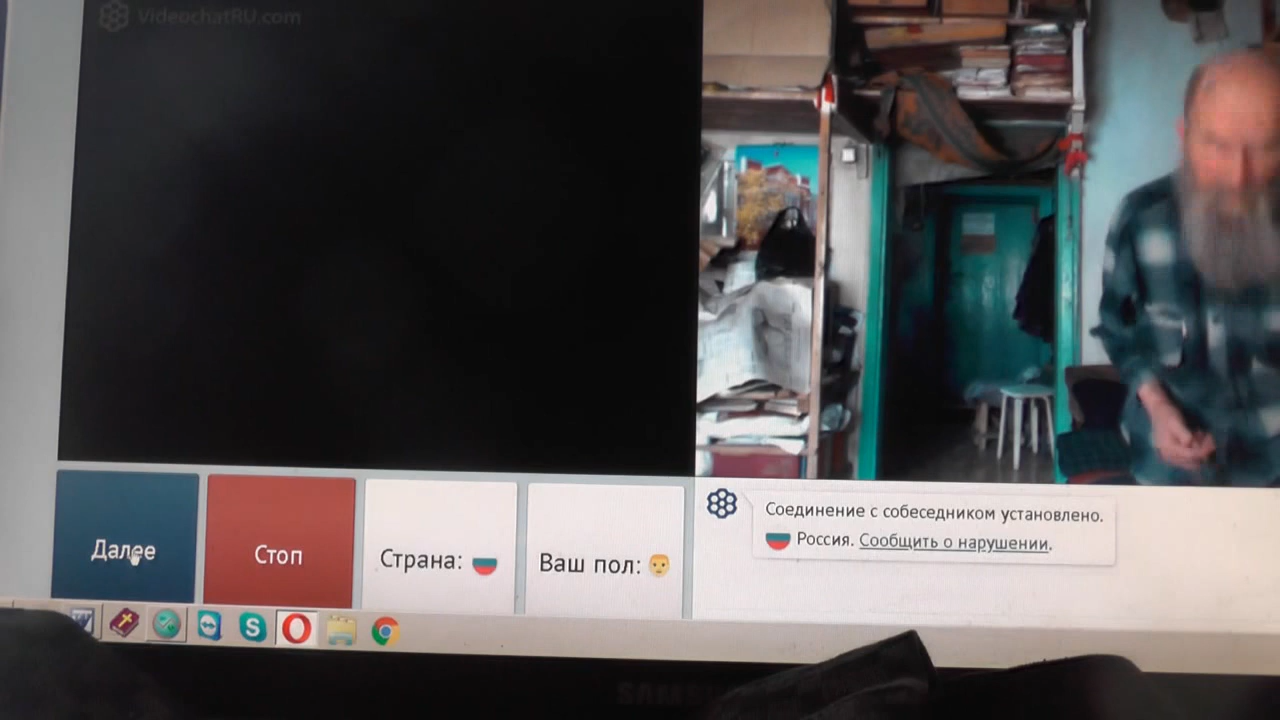 VideochatRU.com
Далее
Стоп
Страна:
Ваш пол:
Соединение с собеседником установлено.
Россия. Сообщить о нарушении.
W
S
SAMSUNG